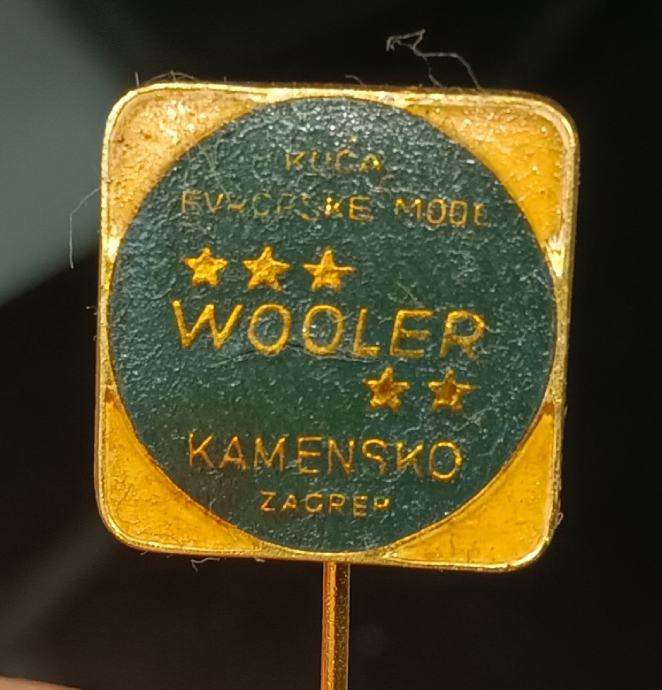 KUĆA
EVROPSKE MODE
WOOLER
KAMENSKO
ZAGREB